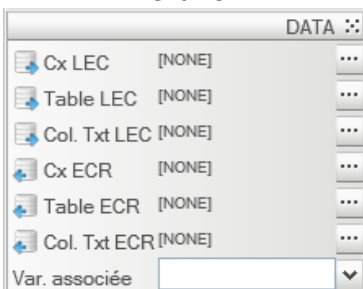 DATA
Cx LEC [NONE] ...
Table LEC [NONE] ...
Col. Txt LEC [NONE] ...
Cx ECR [NONE] ...
Table ECR [NONE] ...
Col. Txt ECR [NONE] ...
Var. associée